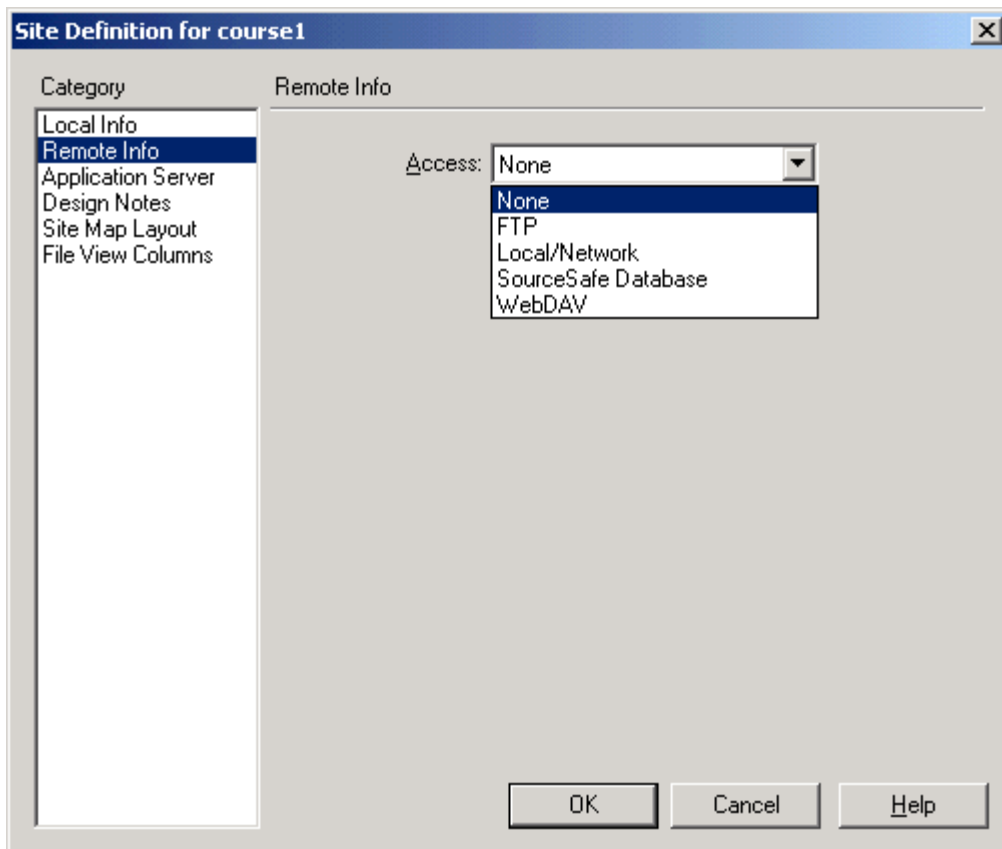 Site Definition for course1
Category
Remote Info
Local Info
Remote Info
Application Server
Design Notes
Site Map Layout
File View Columns
Access: None
None
FTP
Local/Network
SourceSafe Database
WebDAV
OK
Cancel
Help